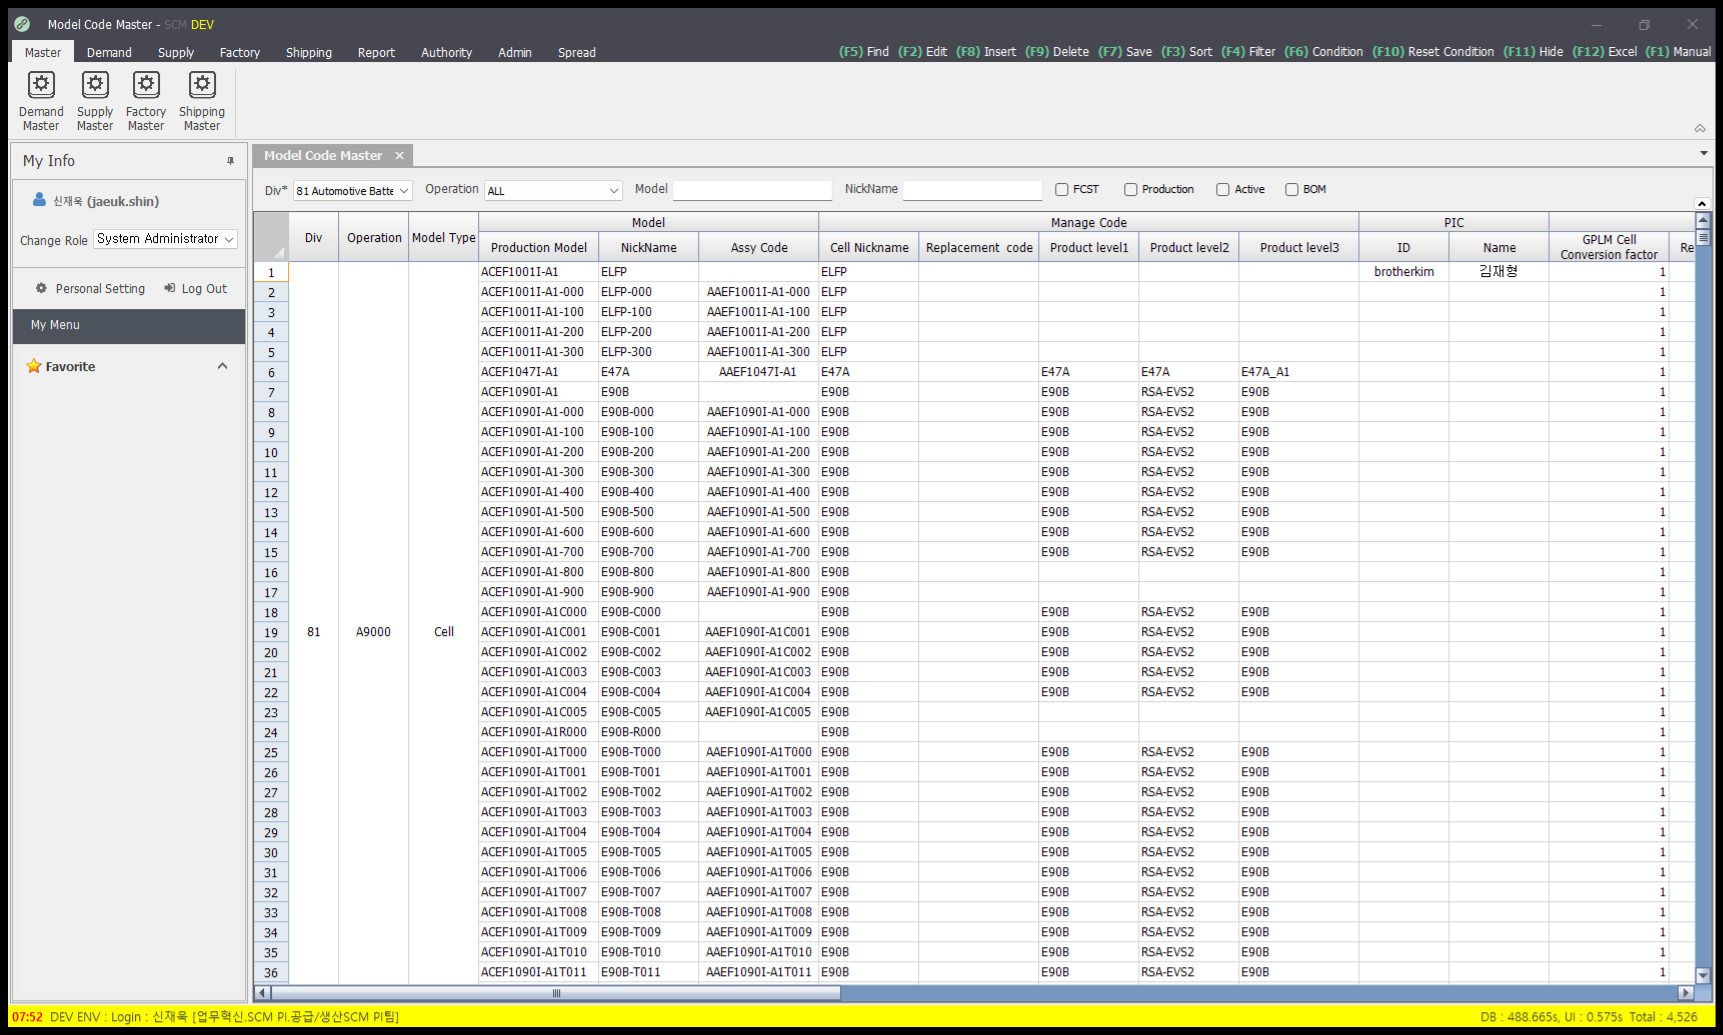 Model Code Master - SCM DEV
Master Demand Supply Factory Shipping Report Authority Admin Spread (F5) Find (F2) Edit (F8) Insert (F9) Delete (F7) Save (F3) Sort (F4) Filter (F6) Condition (F10) Reset Condition (F11) Hide (F12) Excel (F1) Manual
Demand Master Supply Master Factory Master Shipping Master
My Info
신재욱 (jaeuk.shin)
Change Role System Administrator
Personal Setting Log Out
My Menu
Favorite
Model Code Master
Div* 81 Automotive Batte Operation ALL Model NickName FCST Production Active BOM
Model Manage Code PIC
Div Operation Model Type Production Model NickName Assy Code Cell Nickname Replacement code Product level1 Product level2 Product level3 ID Name GPLM Cell Conversion factor Re
81 A9000 Cell
1 ACEF1001I-A1 ELFP ELFP brotherkim 김재형 1
2 ACEF1001I-A1-000 ELFP-000 AAEF1001I-A1-000 ELFP 1
3 ACEF1001I-A1-100 ELFP-100 AAEF1001I-A1-100 ELFP 1
4 ACEF1001I-A1-200 ELFP-200 AAEF1001I-A1-200 ELFP 1
5 ACEF1001I-A1-300 ELFP-300 AAEF1001I-A1-300 ELFP 1
6 ACEF1047I-A1 E47A AAEF1047I-A1 E47A E47A E47A E47A_A1 1
7 ACEF1090I-A1 E90B E90B E90B RSA-EVS2 E90B 1
8 ACEF1090I-A1-000 E90B-000 AAEF1090I-A1-000 E90B E90B RSA-EVS2 E90B 1
9 ACEF1090I-A1-100 E90B-100 AAEF1090I-A1-100 E90B E90B RSA-EVS2 E90B 1
10 ACEF1090I-A1-200 E90B-200 AAEF1090I-A1-200 E90B E90B RSA-EVS2 E90B 1
11 ACEF1090I-A1-300 E90B-300 AAEF1090I-A1-300 E90B E90B RSA-EVS2 E90B 1
12 ACEF1090I-A1-400 E90B-400 AAEF1090I-A1-400 E90B E90B RSA-EVS2 E90B 1
13 ACEF1090I-A1-500 E90B-500 AAEF1090I-A1-500 E90B E90B RSA-EVS2 E90B 1
14 ACEF1090I-A1-600 E90B-600 AAEF1090I-A1-600 E90B E90B RSA-EVS2 E90B 1
15 ACEF1090I-A1-700 E90B-700 AAEF1090I-A1-700 E90B E90B RSA-EVS2 E90B 1
16 ACEF1090I-A1-800 E90B-800 AAEF1090I-A1-800 E90B 1
17 ACEF1090I-A1-900 E90B-900 AAEF1090I-A1-900 E90B 1
18 ACEF1090I-A1C000 E90B-C000 E90B E90B RSA-EVS2 E90B 1
19 ACEF1090I-A1C001 E90B-C001 AAEF1090I-A1C001 E90B E90B RSA-EVS2 E90B 1
20 ACEF1090I-A1C002 E90B-C002 AAEF1090I-A1C002 E90B E90B RSA-EVS2 E90B 1
21 ACEF1090I-A1C003 E90B-C003 AAEF1090I-A1C003 E90B E90B RSA-EVS2 E90B 1
22 ACEF1090I-A1C004 E90B-C004 AAEF1090I-A1C004 E90B E90B RSA-EVS2 E90B 1
23 ACEF1090I-A1C005 E90B-C005 AAEF1090I-A1C005 E90B 1
24 ACEF1090I-A1R000 E90B-R000 E90B 1
25 ACEF1090I-A1T000 E90B-T000 AAEF1090I-A1T000 E90B E90B RSA-EVS2 E90B 1
26 ACEF1090I-A1T001 E90B-T001 AAEF1090I-A1T001 E90B E90B RSA-EVS2 E90B 1
27 ACEF1090I-A1T002 E90B-T002 AAEF1090I-A1T002 E90B E90B RSA-EVS2 E90B 1
28 ACEF1090I-A1T003 E90B-T003 AAEF1090I-A1T003 E90B E90B RSA-EVS2 E90B 1
29 ACEF1090I-A1T004 E90B-T004 AAEF1090I-A1T004 E90B E90B RSA-EVS2 E90B 1
30 ACEF1090I-A1T005 E90B-T005 AAEF1090I-A1T005 E90B E90B RSA-EVS2 E90B 1
31 ACEF1090I-A1T006 E90B-T006 AAEF1090I-A1T006 E90B E90B RSA-EVS2 E90B 1
32 ACEF1090I-A1T007 E90B-T007 AAEF1090I-A1T007 E90B E90B RSA-EVS2 E90B 1
33 ACEF1090I-A1T008 E90B-T008 AAEF1090I-A1T008 E90B E90B RSA-EVS2 E90B 1
34 ACEF1090I-A1T009 E90B-T009 AAEF1090I-A1T009 E90B E90B RSA-EVS2 E90B 1
35 ACEF1090I-A1T010 E90B-T010 AAEF1090I-A1T010 E90B E90B RSA-EVS2 E90B 1
36 ACEF1090I-A1T011 E90B-T011 AAEF1090I-A1T011 E90B E90B RSA-EVS2 E90B 1
07:52 DEV ENV : Login : 신재욱 [업무혁신.SCM PI.공급/생산SCM PI팀] DB : 488.665s, UI : 0.575s Total : 4,526